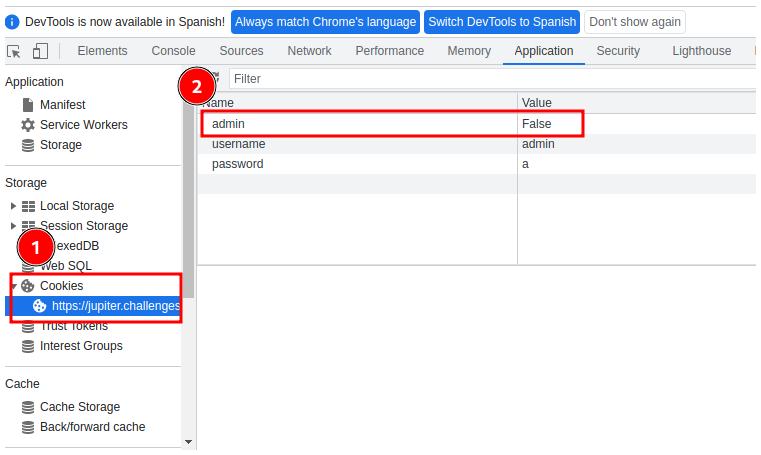 DevTools is now available in Spanish! Always match Chrome's language Switch DevTools to Spanish Don't show again
Elements Console Sources Network Performance Memory Application Security Lighthouse
Application
Manifest
Service Workers
Storage
Storage
Local Storage
Session Storage
1
exedDB
Web SQL
Cookies
https://jupiter.challenges
Trust Tokens
Interest Groups
Cache
Cache Storage
Back/forward cache
2
Filter
Name Value
admin False
username admin
password a